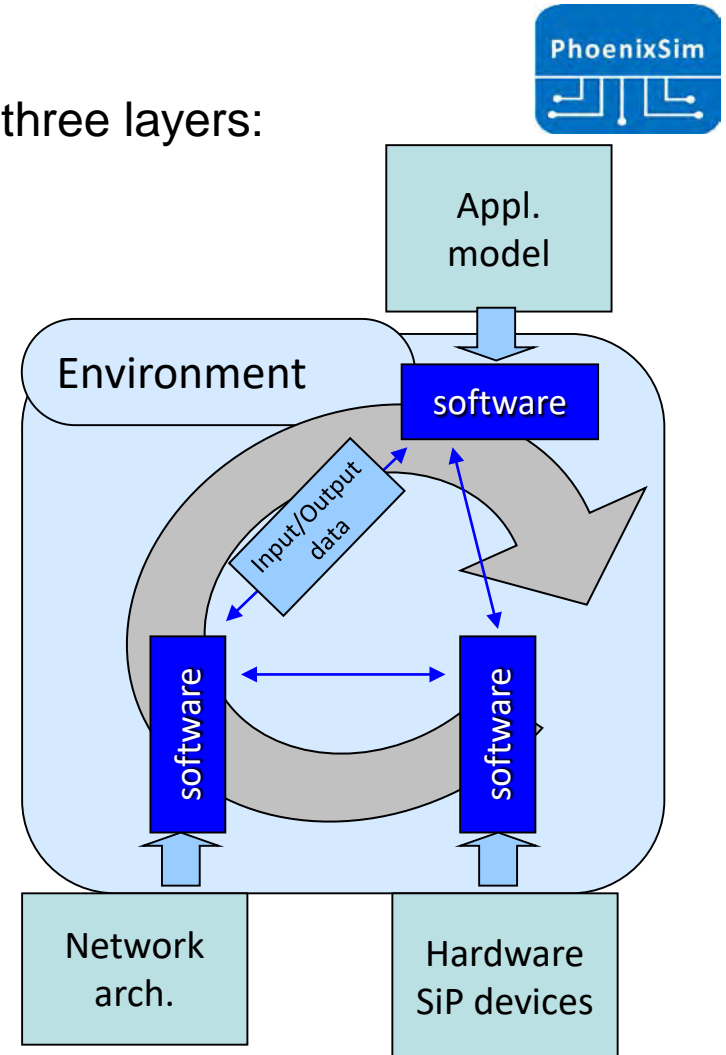 PhoenixSim
three layers:
Appl.
model
Environment
software
Input/Output
data
software
software
Network
arch.
Hardware
SiP devices